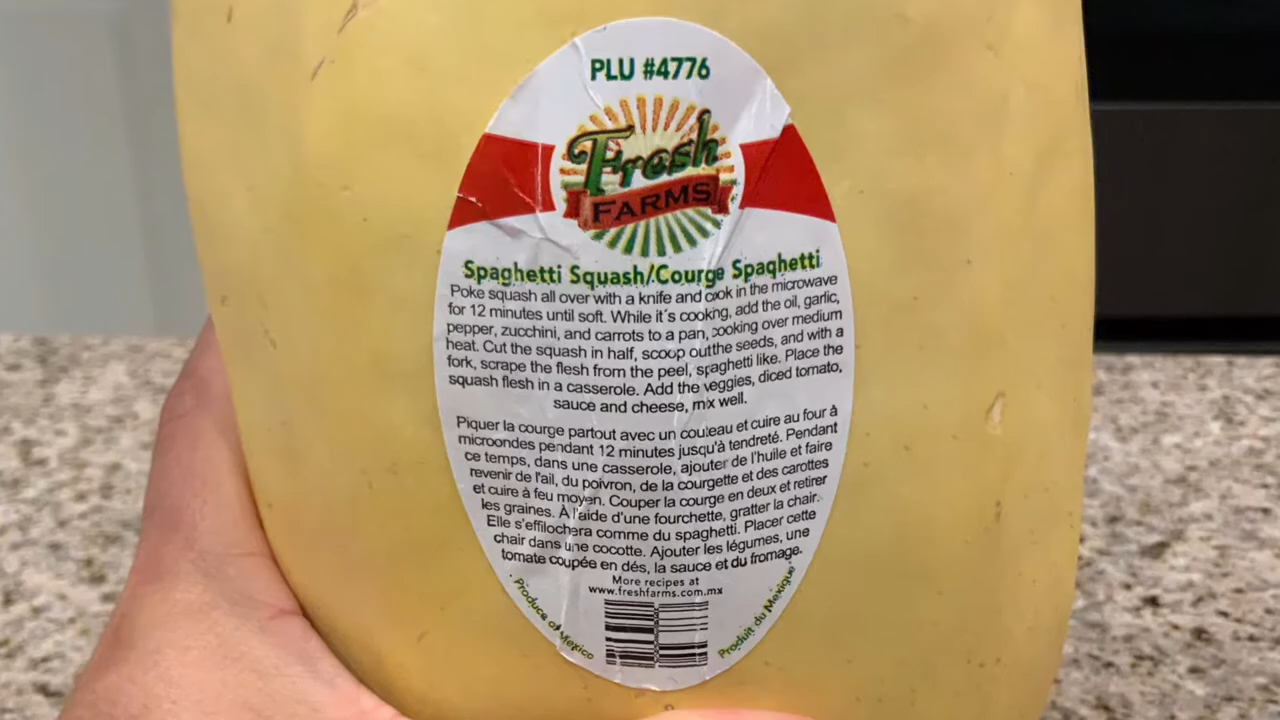 PLU #4776
Fresh
FARMS
Spaghetti Squash/Courge Spaghetti
Poke squash all over with a knife and cook in the microwave
for 12 minutes until soft. While it´s cookng, add the oil, garlic,
pepper, zucchini, and carrots to a pan, cooking over medium
heat. Cut the squash in half, scoop out the seeds, and with a
fork, scrape the flesh from the peel, spaghetti like. Place the
squash flesh in a casserole. Add the veggies, diced tomato,
sauce and cheese, mix well.
Piquer la courge partout avec un couteau et cuire au four à
microondes pendant 12 minutes jusqu'à tendreté. Pendant
ce temps, dans une casserole, ajouter de l'huile et faire
revenir de l'ail, du poivron, de la courgette et des carottes
et cuire à feu moyen. Couper la courge en deux et retirer
les graines. À l'aide d'une fourchette, gratter la chair.
Elle s'effilochera comme du spaghetti. Placer cette
chair dans une cocotte. Ajouter les légumes, une
tomate coupée en dés, la sauce et du fromage.
More recipes at
www.freshfarms.com.mx
Produce of Mexico
Produit du Mexique